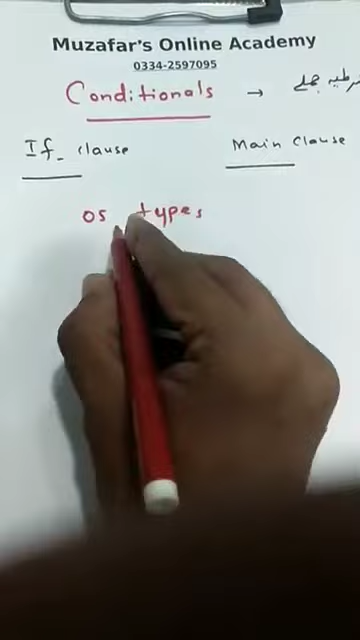 Muzafar's Online Academy
0334-2597095
Conditionals → شرطیہ جملے
If- clause Main Clause
05 types